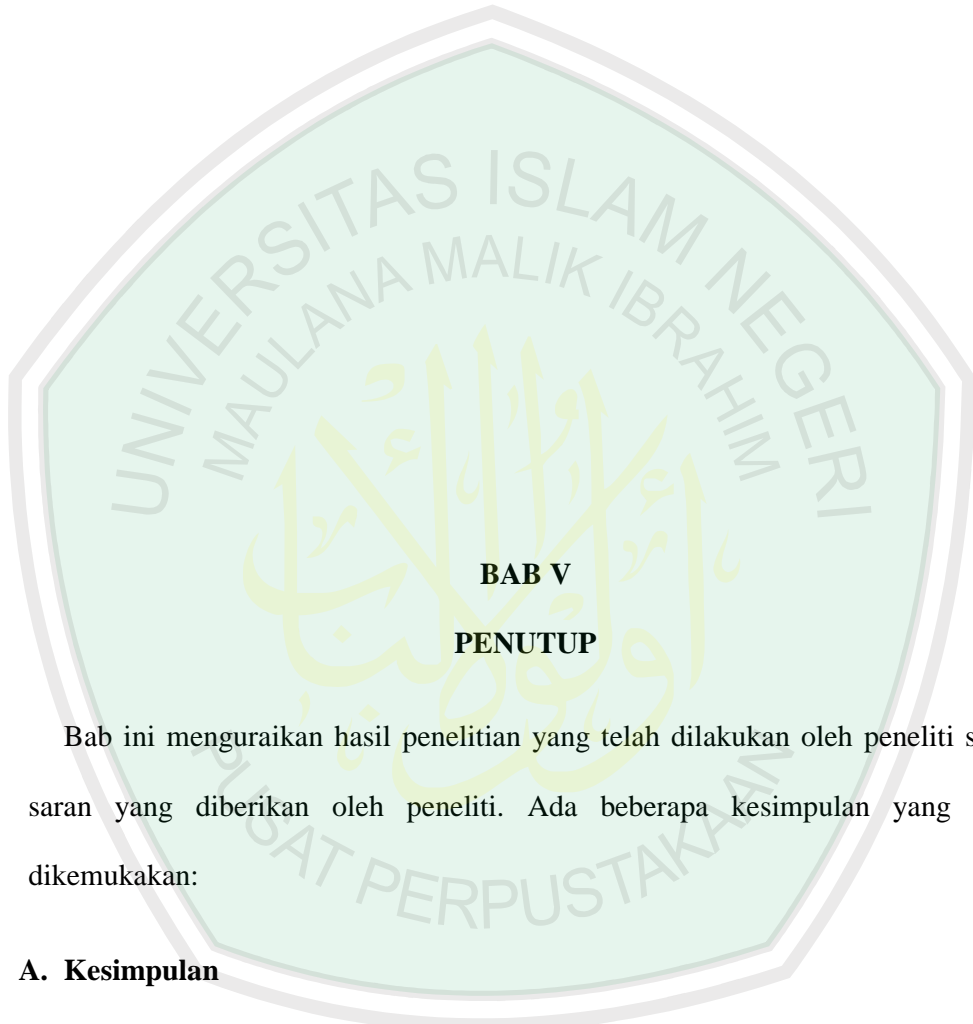 UNIVERSITAS ISLAM NEGERI
MAULANA MALIK IBRAHIM
BAB V
PENUTUP
Bab ini menguraikan hasil penelitian yang telah dilakukan oleh peneliti s
saran yang diberikan oleh peneliti. Ada beberapa kesimpulan yang
dikemukakan:
PUSAT PERPUSTAKAAN
A. Kesimpulan